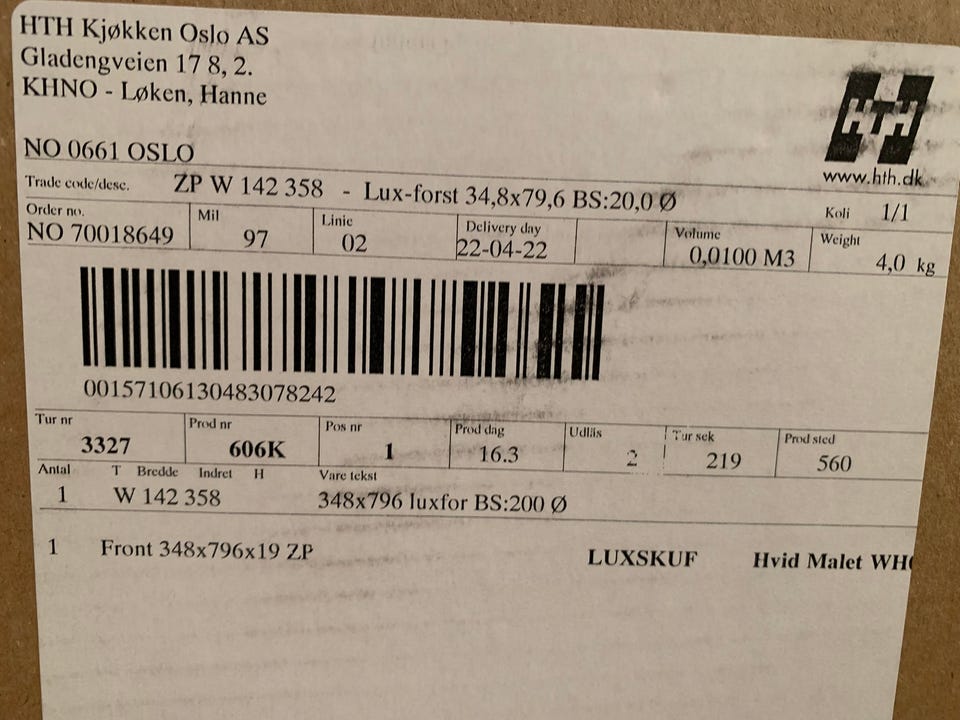 HTH Kjøkken Oslo AS
Gladengveien 17 8, 2.
KHNO - Løken, Hanne
NO 0661 OSLO
HTH
www.hth.dk
Trade code/desc. ZP W 142 358 - Lux-forst 34,8x79,6 BS:20,0 Ø
Koli 1/1
Order no. Mil Linie Delivery day Volume Weight
NO 70018649 97 02 22-04-22 0,0100 M3 4,0 kg
00157106130483078242
Tur nr Prod nr Pos nr Prod dag Udlås Tur sek Prod sted
3327 606K 1 16.3 2 219 560
Antal T Bredde Indret H Vare tekst
1 W 142 358 348x796 luxfor BS:200 Ø
1 Front 348x796x19 ZP LUXSKUF Hvid Malet